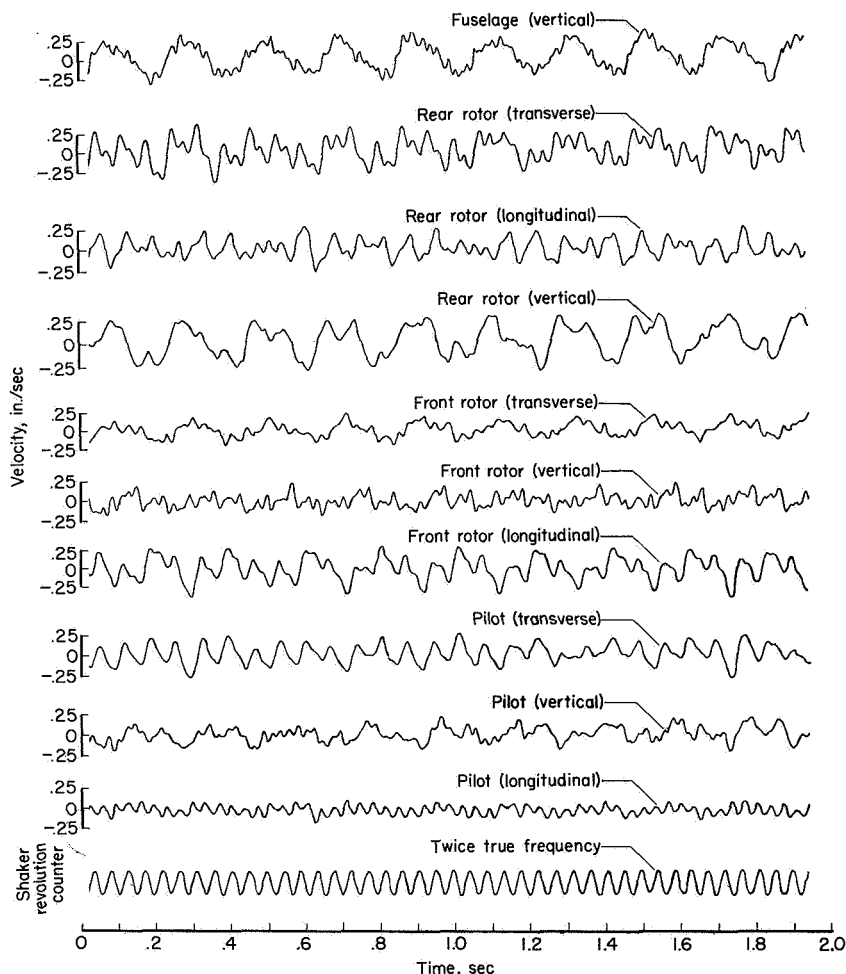 Fuselage (vertical)
.25
0
-.25
Rear rotor (transverse)
.25
0
-.25
Rear rotor (longitudinal)
.25
0
-.25
Rear rotor (vertical)
.25
0
-.25
Front rotor (transverse)
.25
0
-.25
Front rotor (vertical)
.25
0
-.25
Front rotor (longitudinal)
.25
0
-.25
Pilot (transverse)
.25
0
-.25
Pilot (vertical)
.25
0
-.25
Pilot (longitudinal)
.25
0
-.25
Velocity, in./sec
Twice true frequency
Shaker
revolution
counter
0 .2 .4 .6 .8 1.0 1.2 1.4 1.6 1.8 2.0
Time, sec